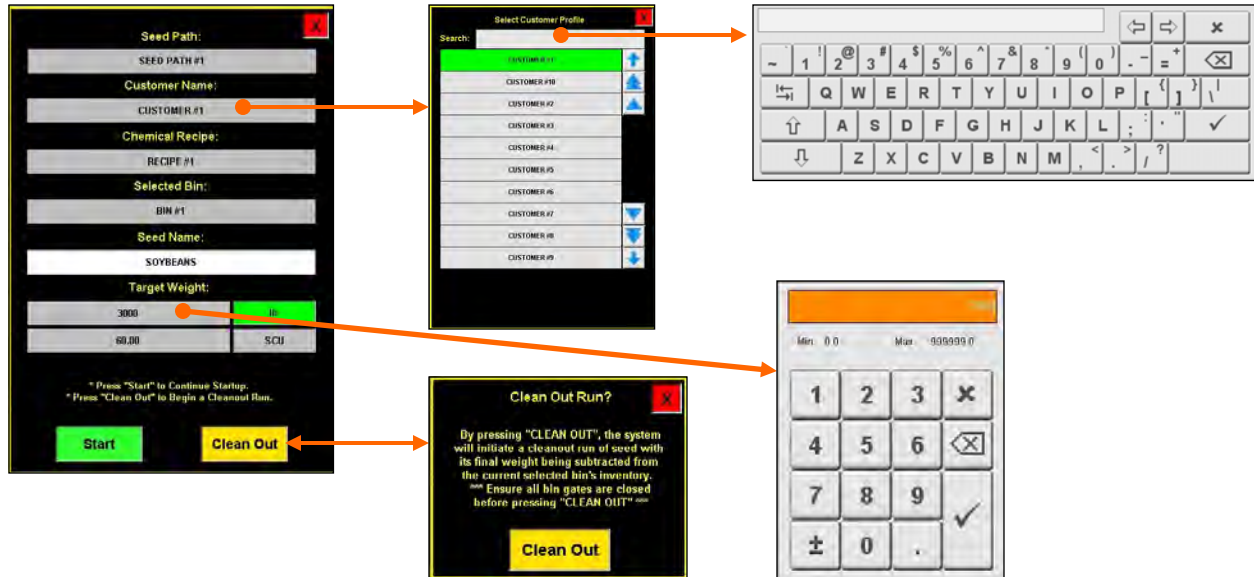 X
Seed Path:
SEED PATH #1
Customer Name:
CUSTOMER #1
Chemical Recipe:
RECIPE #1
Selected Bin:
BIN #1
Seed Name:
SOYBEANS
Target Weight:
3000 lb
60.00 SCU
* Press "Start" to Continue Startup.
* Press "Clean Out" to Begin a Cleanout Run.
Start Clean Out
Select Customer Profile X
Search:
CUSTOMER #1
CUSTOMER #10
CUSTOMER #2
CUSTOMER #3
CUSTOMER #4
CUSTOMER #5
CUSTOMER #6
CUSTOMER #7
CUSTOMER #8
CUSTOMER #9
~ ` 1 ! 2 @ 3 # 4 $ 5 % 6 ^ 7 & 8 * 9 ( 0 ) - _ = +
Q W E R T Y U I O P [ { ] } \ |
A S D F G H J K L ; : ' "
Z X C V B N M , < . > / ?
Clean Out Run? X
By pressing "CLEAN OUT", the system
will initiate a cleanout run of seed with
its final weight being subtracted from
the current selected bin's inventory.
*** Ensure all bin gates are closed
before pressing "CLEAN OUT" ***
Clean Out
Min: 0.0 Max: 999999.0
1 2 3
4 5 6
7 8 9
± 0 .